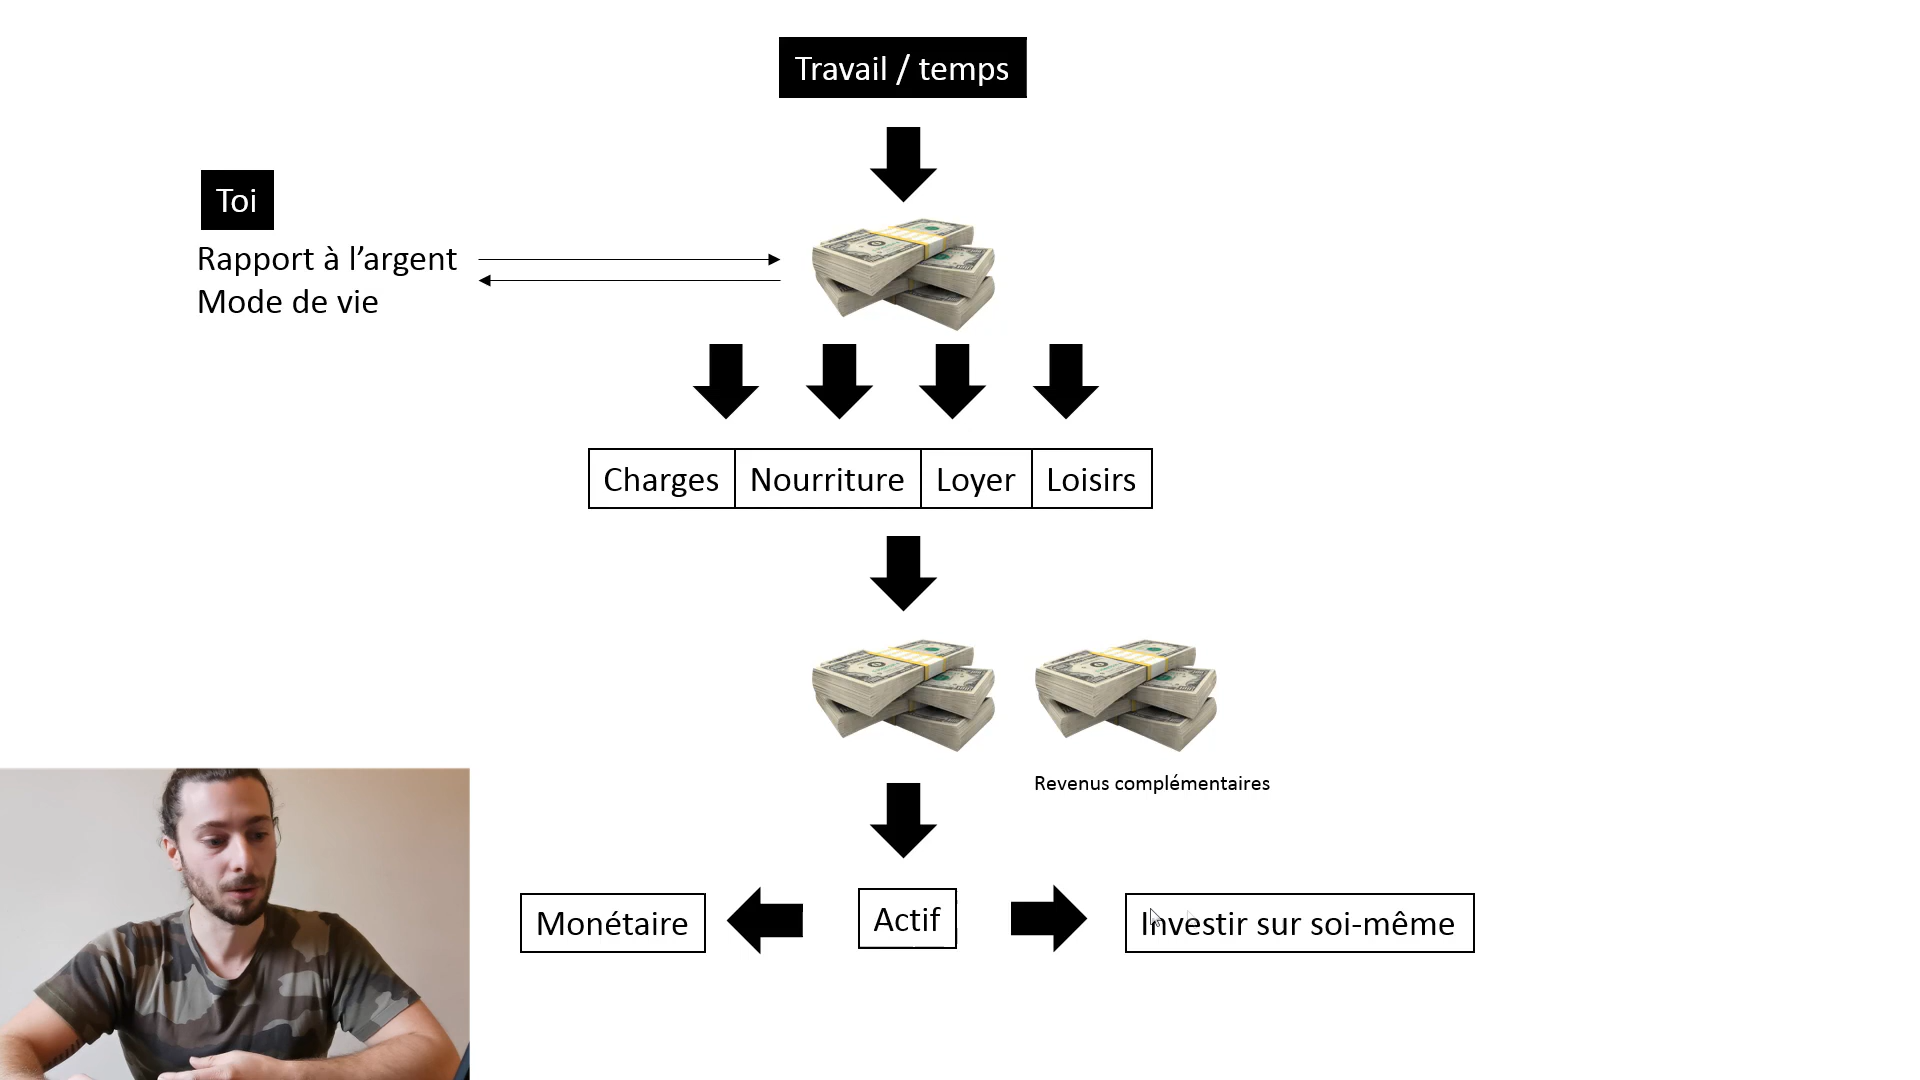 Travail / temps
Toi
Rapport à l’argent
Mode de vie
Charges
Nourriture
Loyer
Loisirs
Revenus complémentaires
Monétaire
Actif
Investir sur soi-même